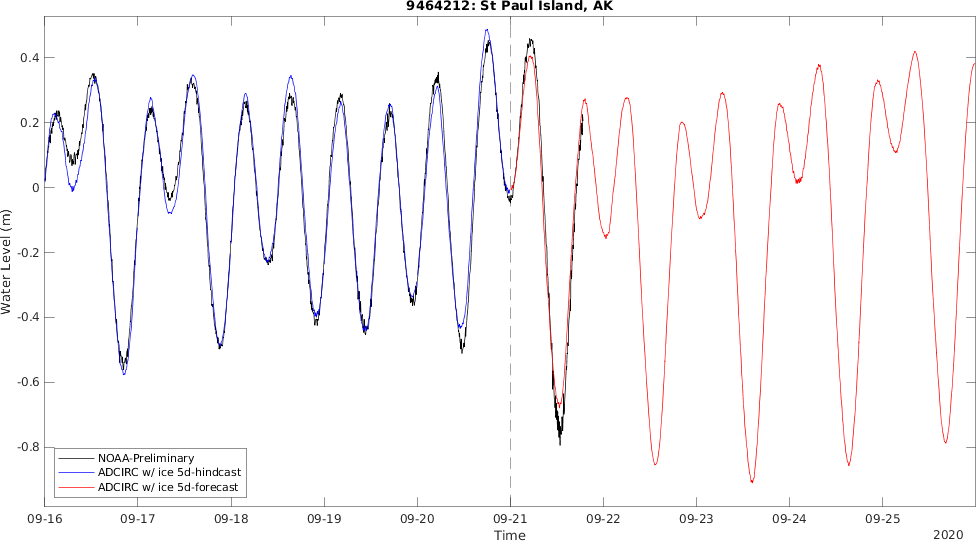 9464212: St Paul Island, AK
0.4
0.2
0
-0.2
-0.4
-0.6
-0.8
Water Level (m)
NOAA-Preliminary
ADCIRC w/ ice 5d-hindcast
ADCIRC w/ ice 5d-forecast
09-16 09-17 09-18 09-19 09-20 09-21 09-22 09-23 09-24 09-25
Time
2020